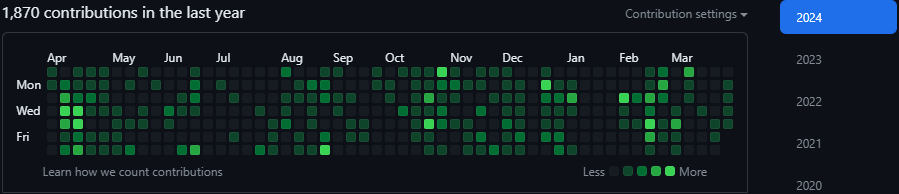 1,870 contributions in the last year
Contribution settings
2024
Apr May Jun Jul Aug Sep Oct Nov Dec Jan Feb Mar
2023
Mon
2022
Wed
Fri
2021
Learn how we count contributions
Less More
2020